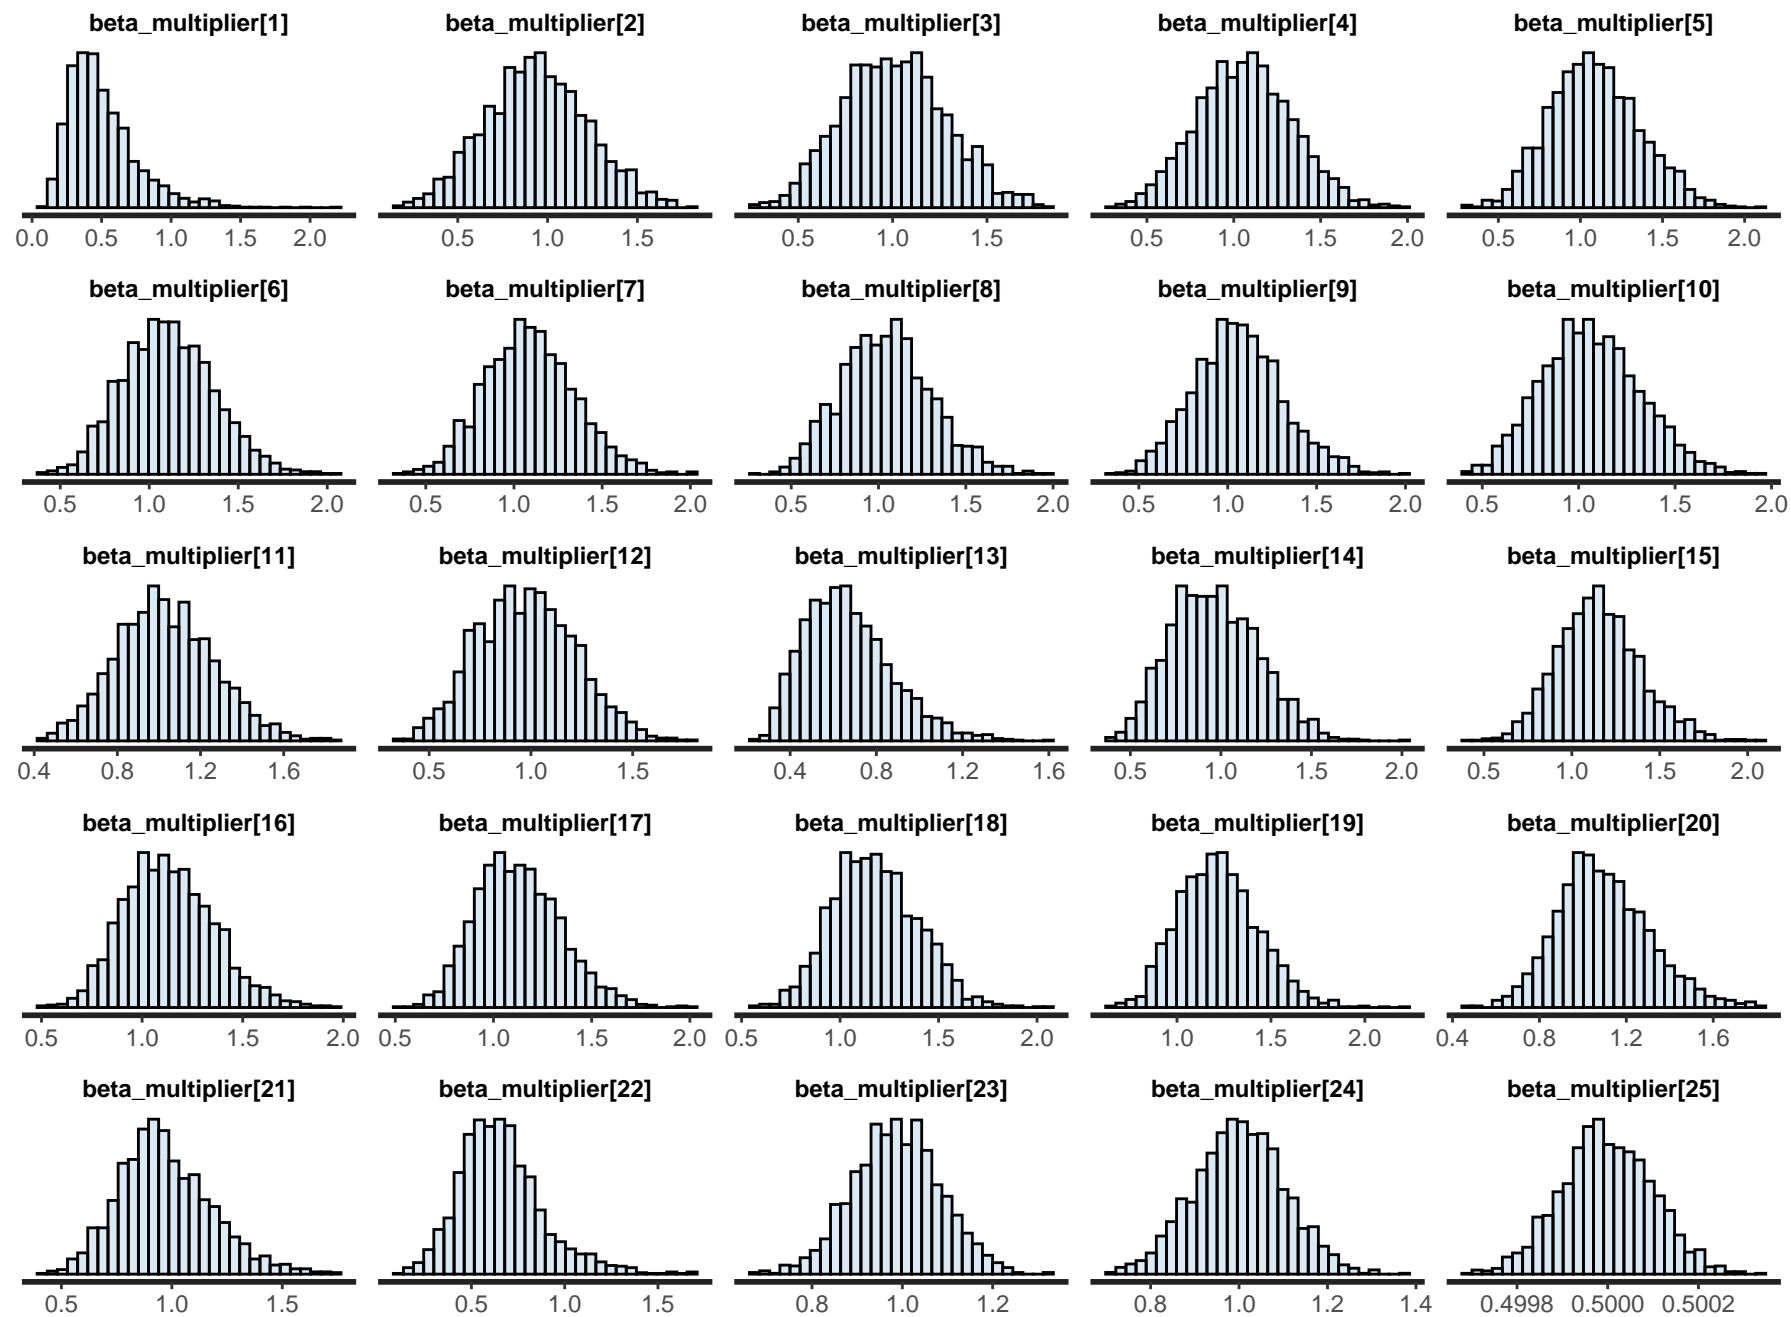 beta_multiplier[1] beta_multiplier[2] beta_multiplier[3] beta_multiplier[4] beta_multiplier[5]
0.0 0.5 1.0 1.5 2.0 0.5 1.0 1.5 0.5 1.0 1.5 0.5 1.0 1.5 2.0 0.5 1.0 1.5 2.0
beta_multiplier[6] beta_multiplier[7] beta_multiplier[8] beta_multiplier[9] beta_multiplier[10]
0.5 1.0 1.5 2.0 0.5 1.0 1.5 2.0 0.5 1.0 1.5 2.0 0.5 1.0 1.5 2.0 0.5 1.0 1.5 2.0
beta_multiplier[11] beta_multiplier[12] beta_multiplier[13] beta_multiplier[14] beta_multiplier[15]
0.4 0.8 1.2 1.6 0.5 1.0 1.5 0.4 0.8 1.2 1.6 0.5 1.0 1.5 2.0 0.5 1.0 1.5 2.0
beta_multiplier[16] beta_multiplier[17] beta_multiplier[18] beta_multiplier[19] beta_multiplier[20]
0.5 1.0 1.5 2.0 0.5 1.0 1.5 2.0 0.5 1.0 1.5 2.0 1.0 1.5 2.0 0.4 0.8 1.2 1.6
beta_multiplier[21] beta_multiplier[22] beta_multiplier[23] beta_multiplier[24] beta_multiplier[25]
0.5 1.0 1.5 0.5 1.0 1.5 0.8 1.0 1.2 0.8 1.0 1.2 1.4 0.4998 0.5000 0.5002